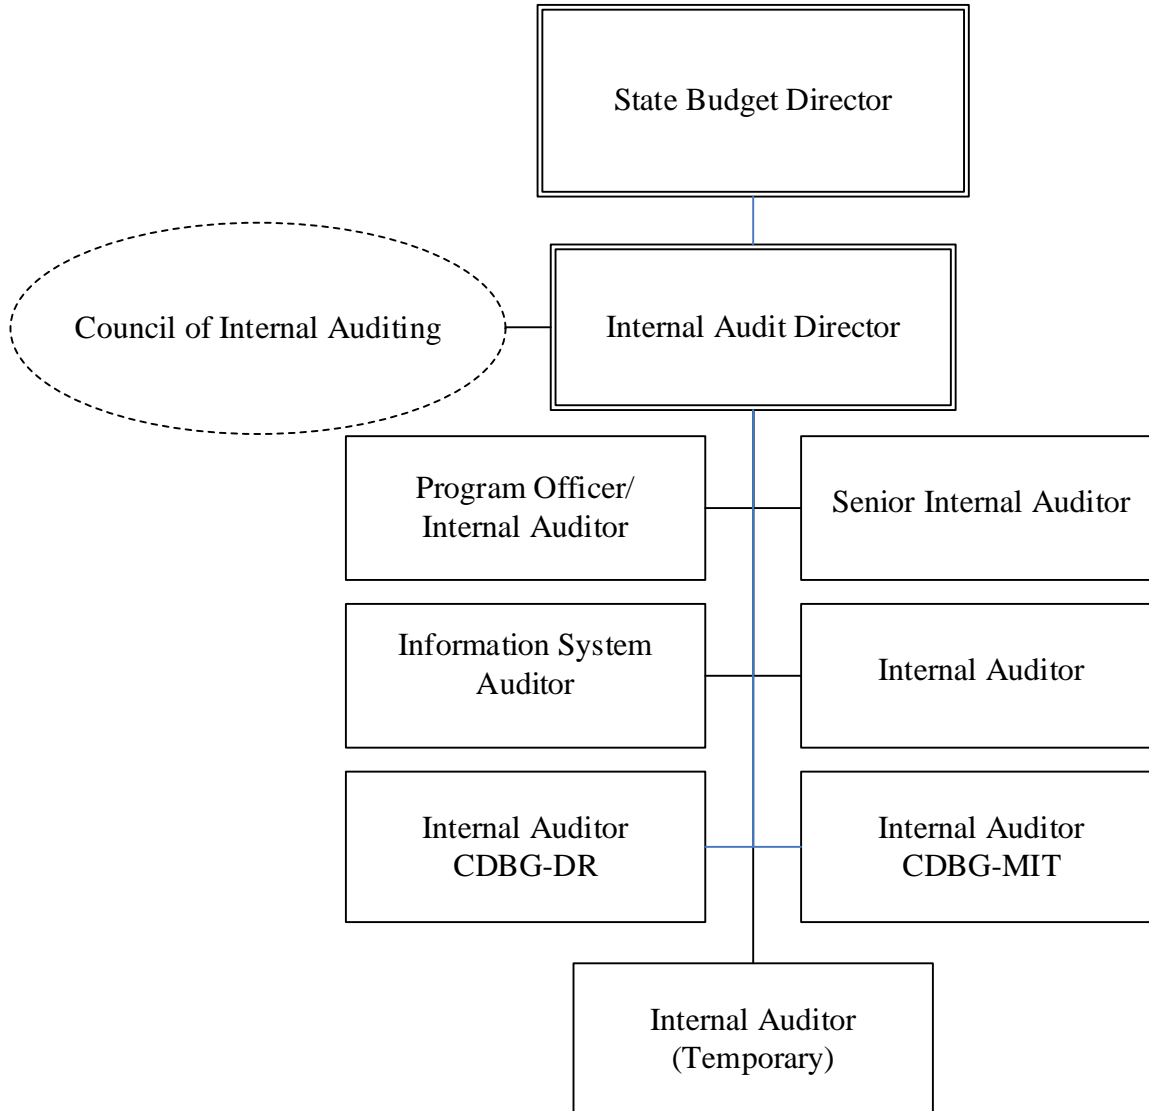 State Budget Director
Council of Internal Auditing
Internal Audit Director
Program Officer/
Internal Auditor
Senior Internal Auditor
Information System
Auditor
Internal Auditor
Internal Auditor
CDBG-DR
Internal Auditor
CDBG-MIT
Internal Auditor
(Temporary)